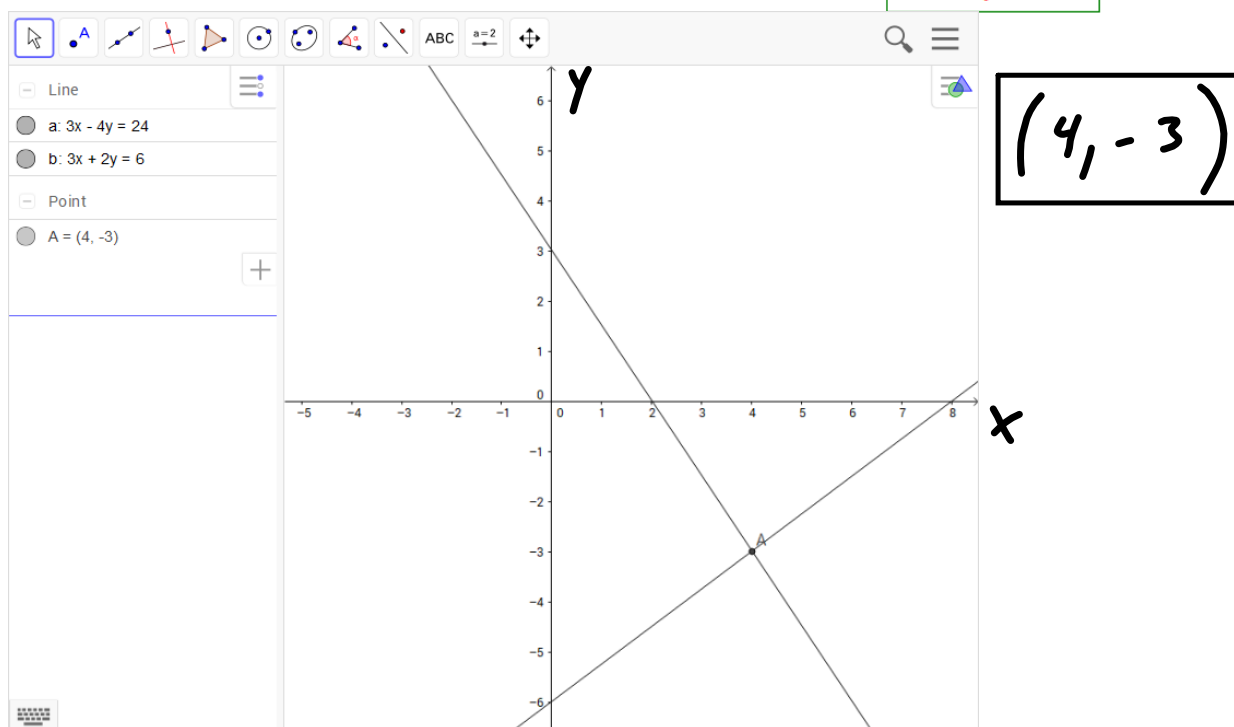 ABC
a=2
Line
a: 3x - 4y = 24
b: 3x + 2y = 6
Point
A = (4, -3)
y
(4, -3)
6
5
4
3
2
1
0
-5 -4 -3 -2 -1 0 1 2 3 4 5 6 7 8
x
-1
-2
A
-3
-4
-5
-6